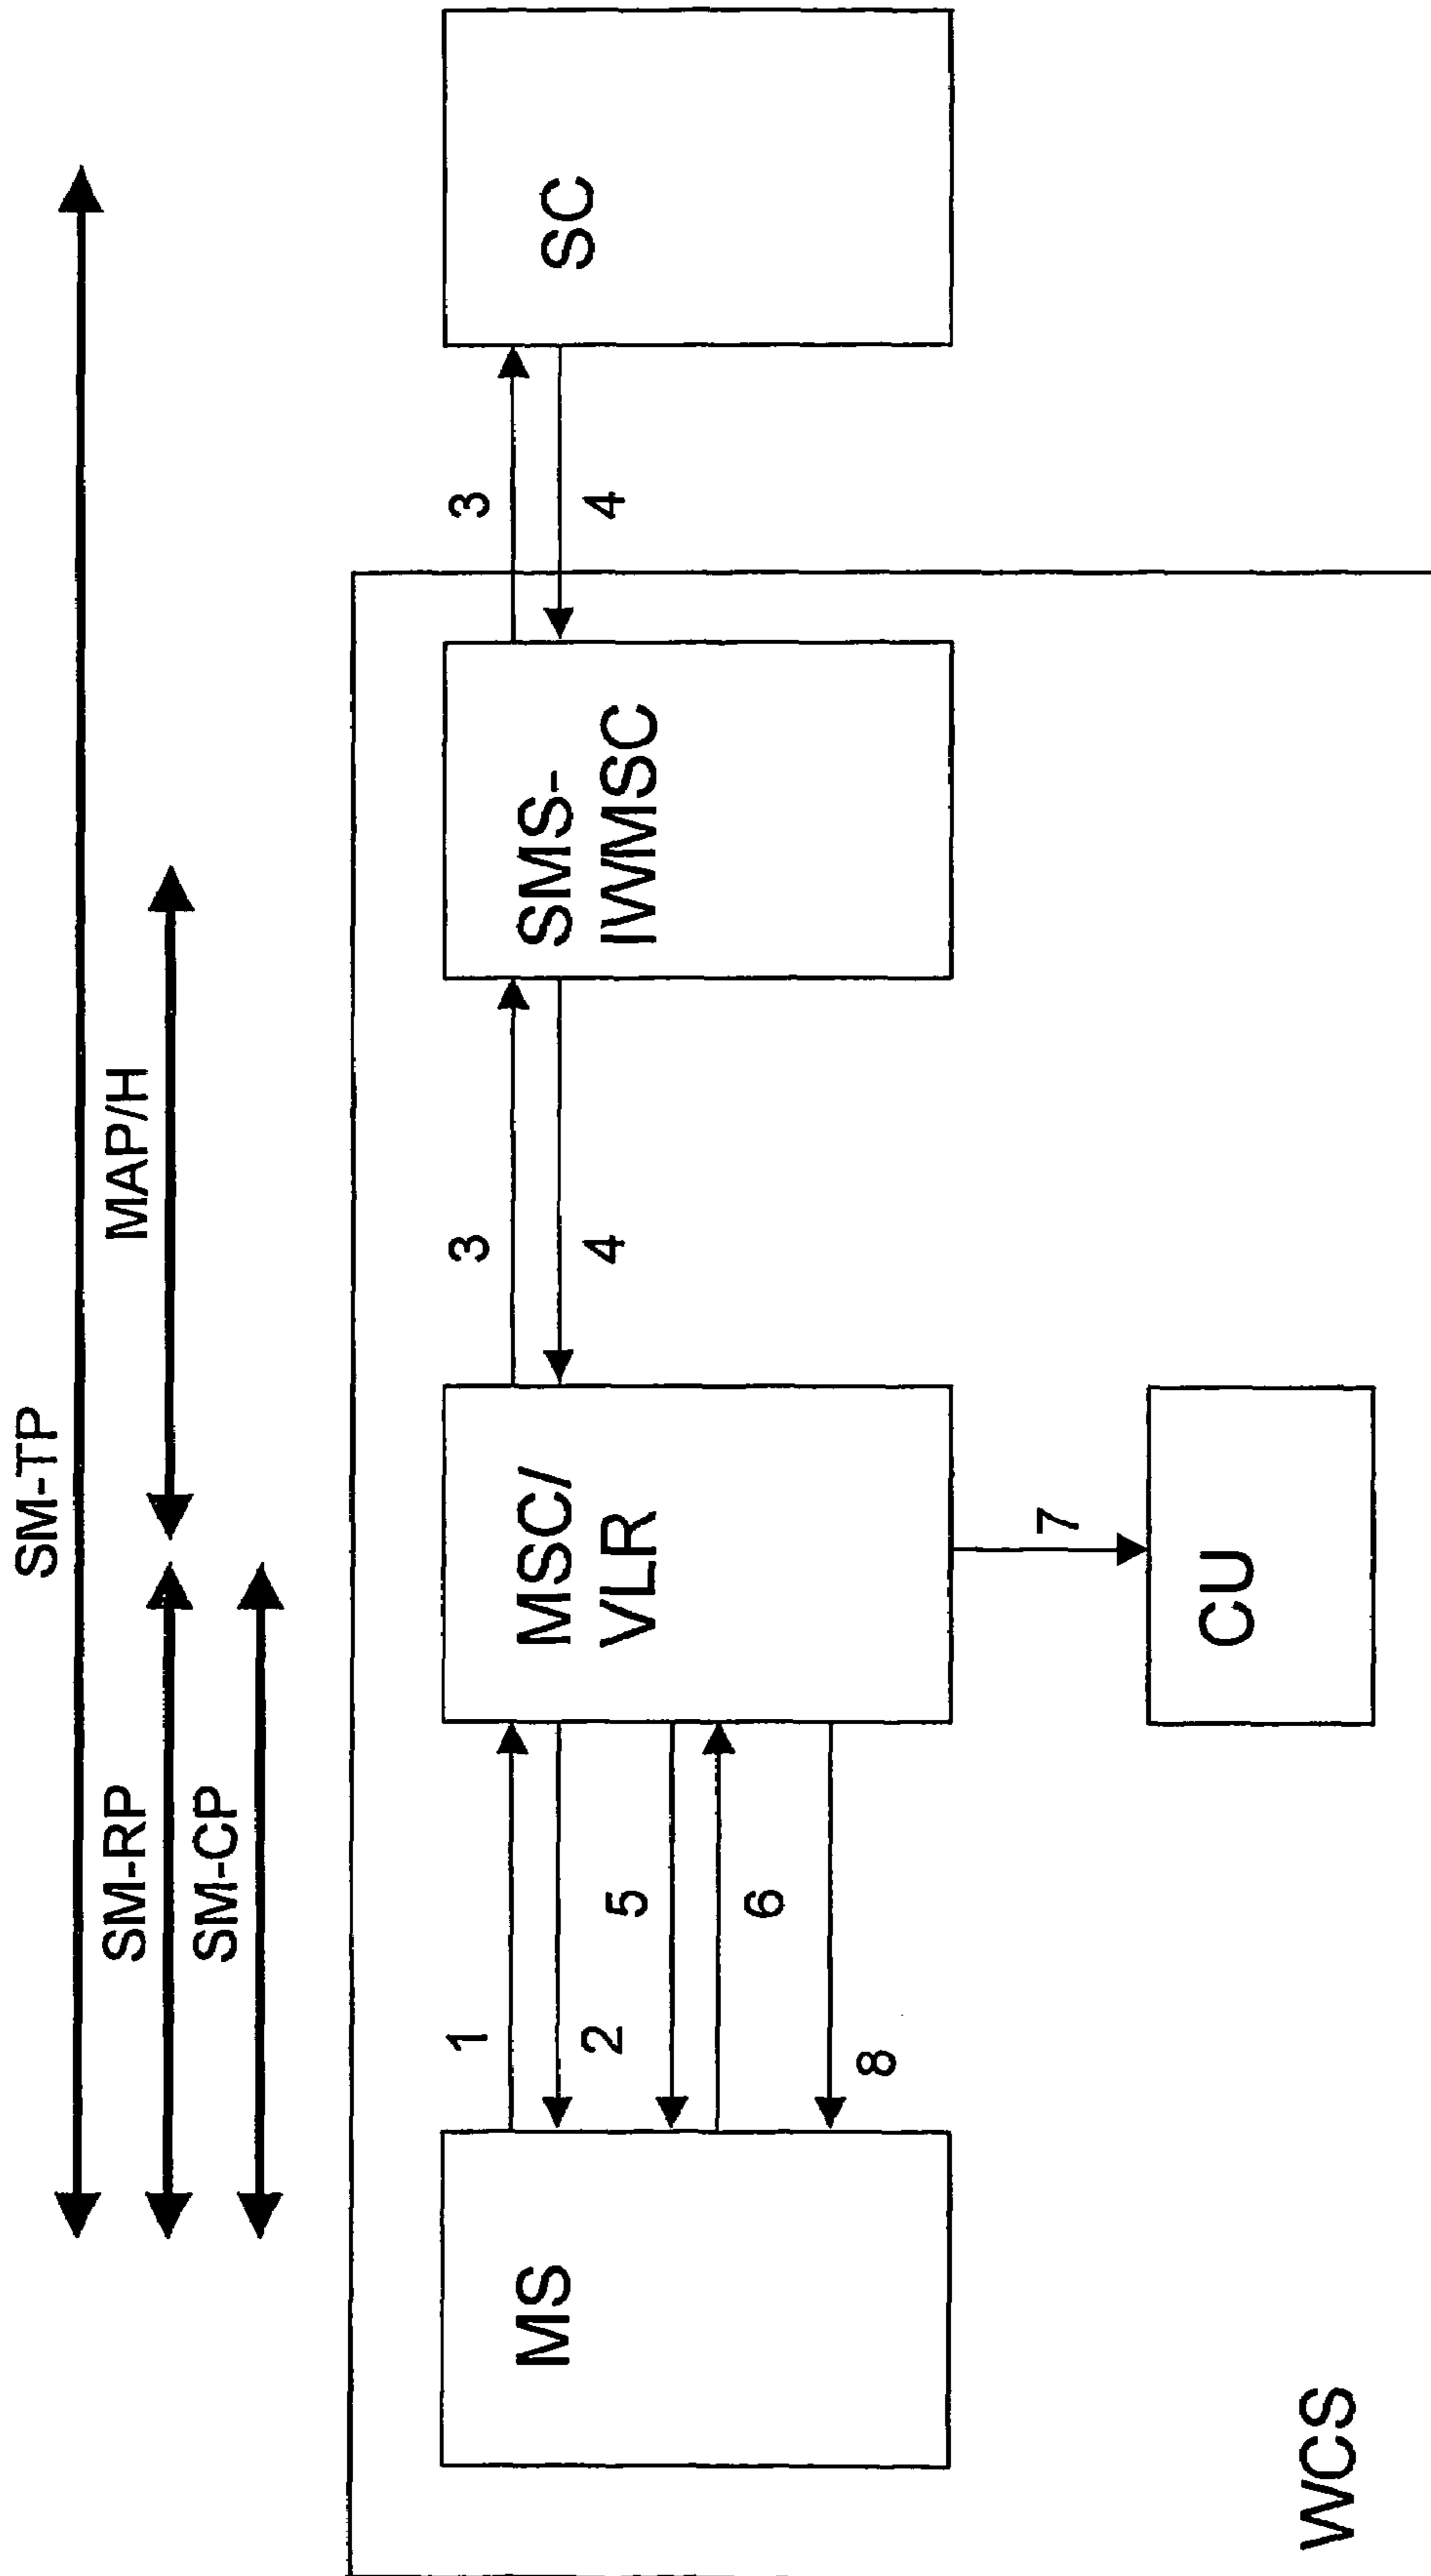 SM-TP
SM-RP
MAP/H
SM-CP
1
3
3
2
4
4
MS
MSC/
VLR
SMS-
IWMSC
SC
5
6
8
7
CU
WCS